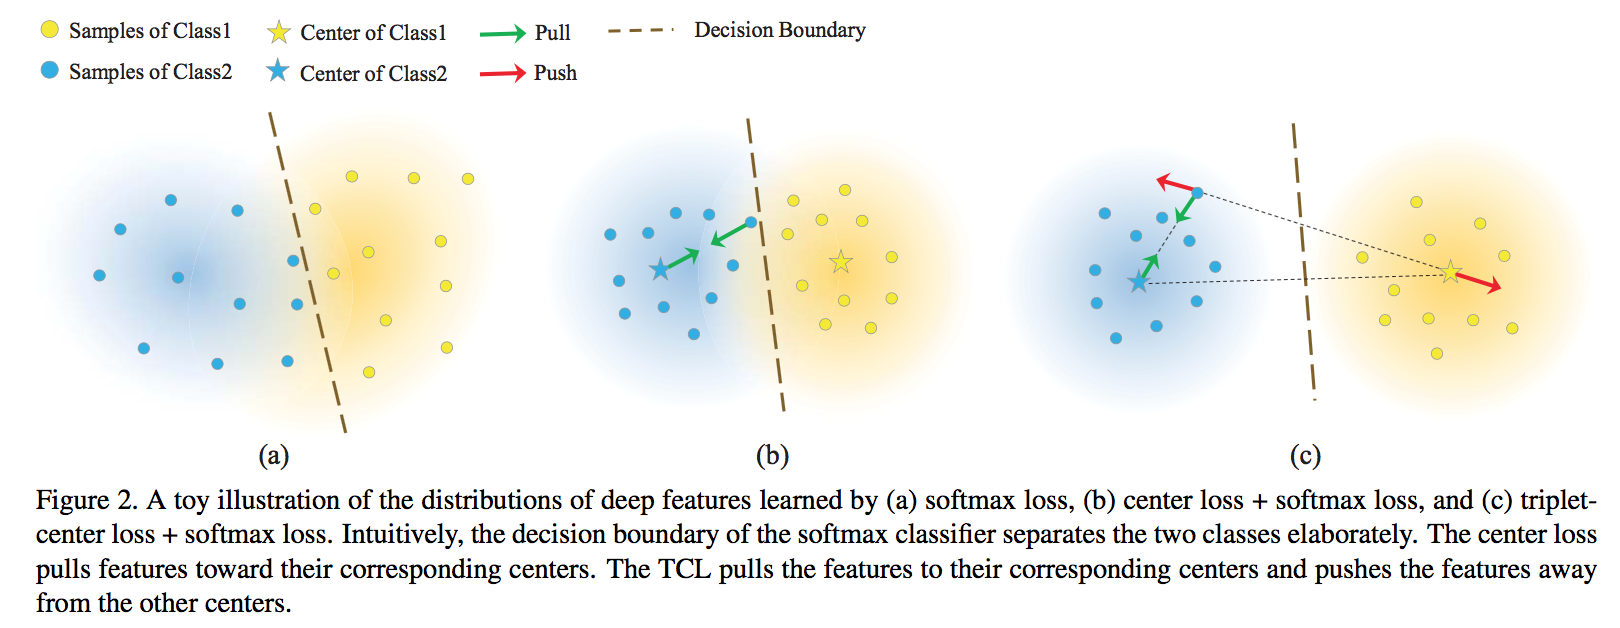 Samples of Class1 Center of Class1 Pull Decision Boundary
Samples of Class2 Center of Class2 Push
(a) (b) (c)
Figure 2. A toy illustration of the distributions of deep features learned by (a) softmax loss, (b) center loss + softmax loss, and (c) triplet-
center loss + softmax loss. Intuitively, the decision boundary of the softmax classifier separates the two classes elaborately. The center loss
pulls features toward their corresponding centers. The TCL pulls the features to their corresponding centers and pushes the features away
from the other centers.